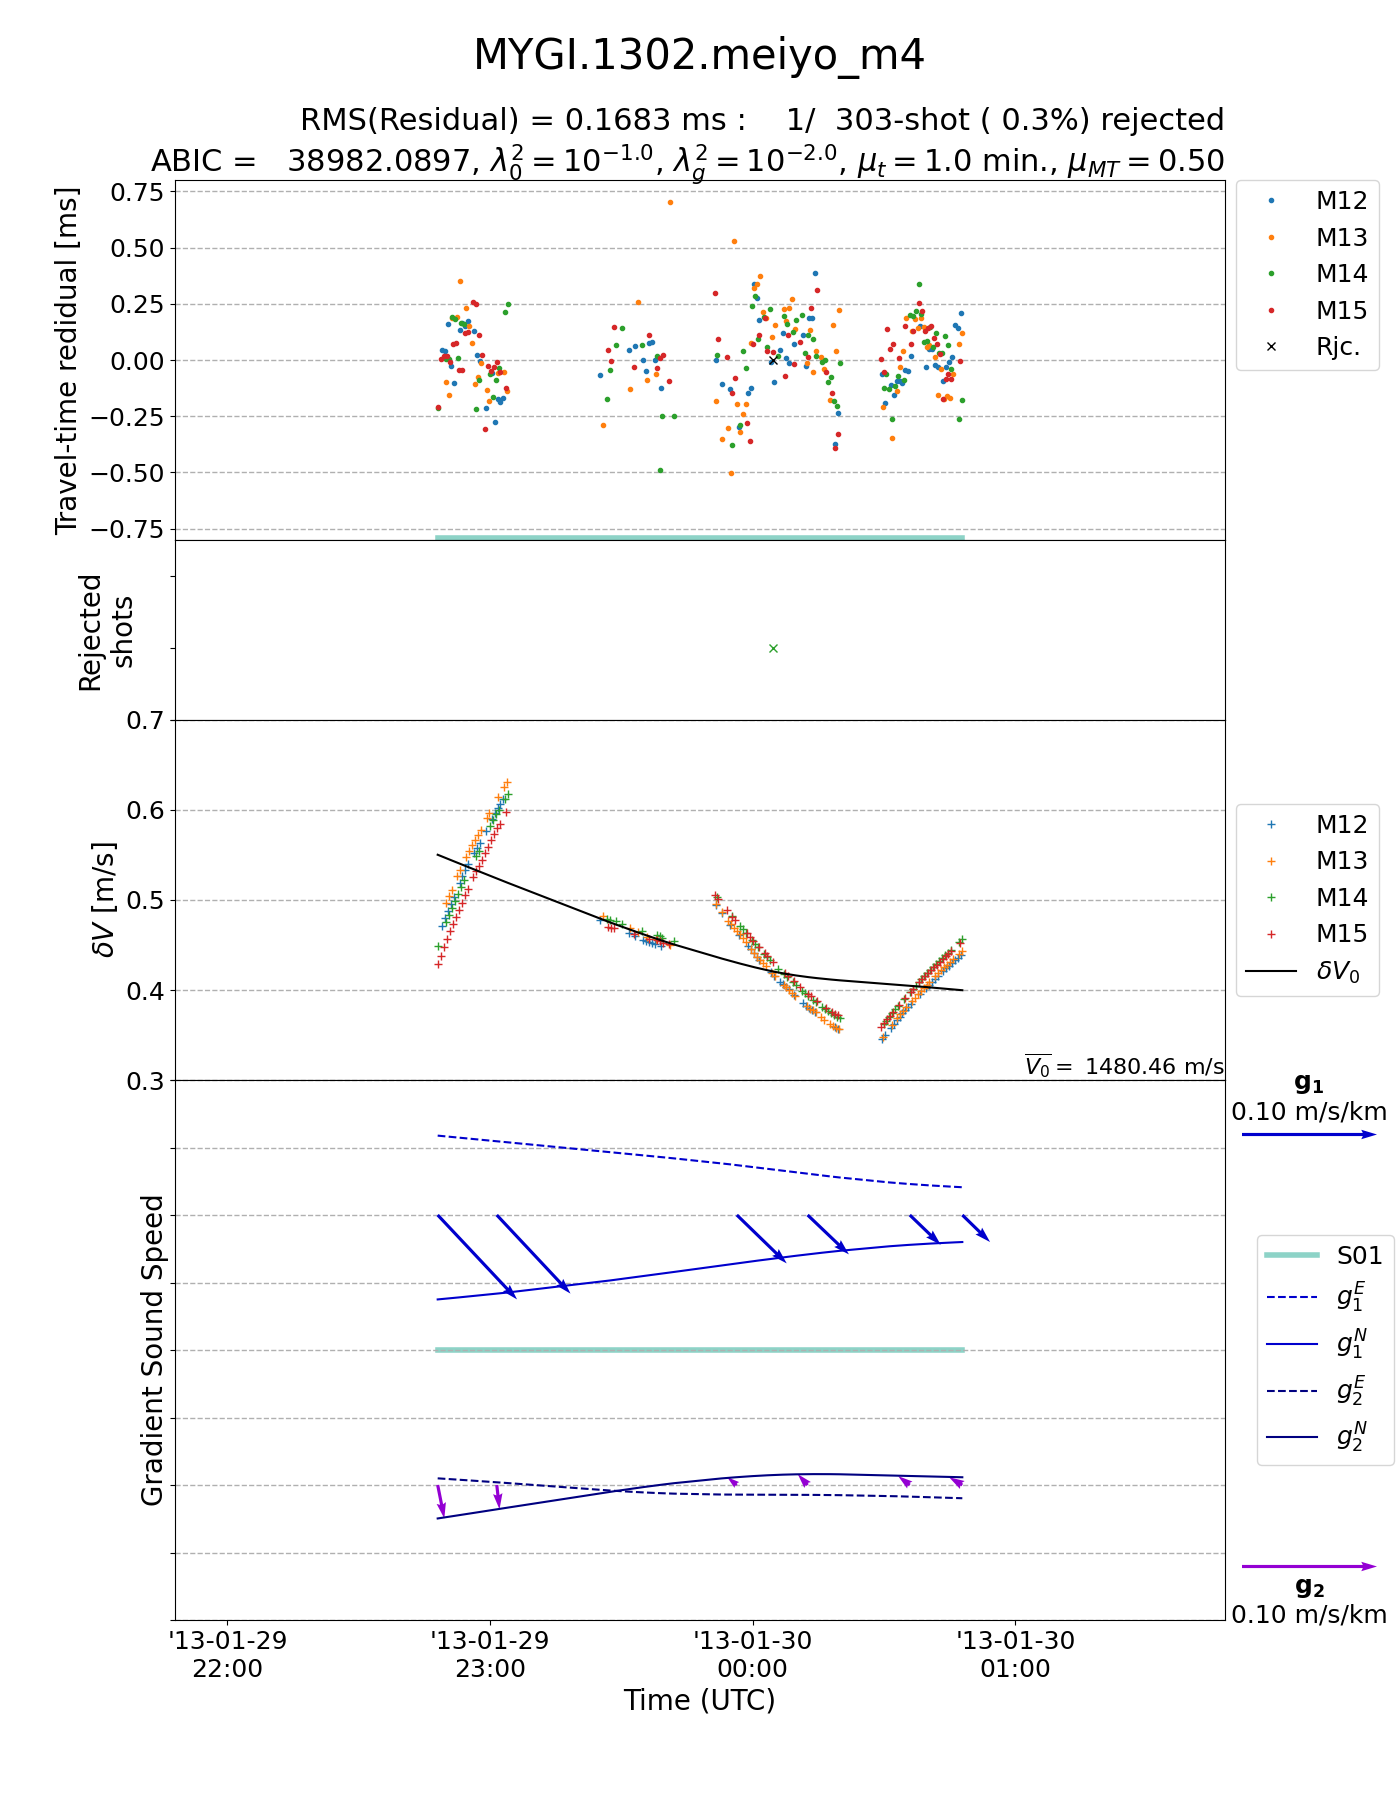 MYGI.1302.meiyo_m4
RMS(Residual) = 0.1683 ms :    1/  303-shot ( 0.3%) rejected
ABIC =   38982.0897, λ₀² = 10⁻¹·⁰, λ_g² = 10⁻²·⁰, μ_t = 1.0 min., μ_MT = 0.50
Travel-time redidual [ms]
0.75
0.50
0.25
0.00
−0.25
−0.50
−0.75
M12
M13
M14
M15
Rjc.
Rejected
shots
δV [m/s]
0.7
0.6
0.5
0.4
0.3
M12
M13
M14
M15
δV₀
V̅₀ = 1480.46 m/s
Gradient Sound Speed
g₁
0.10 m/s/km
S01
g₁ᴱ
g₁ᴺ
g₂ᴱ
g₂ᴺ
g₂
0.10 m/s/km
'13-01-29
22:00
'13-01-29
23:00
'13-01-30
00:00
'13-01-30
01:00
Time (UTC)